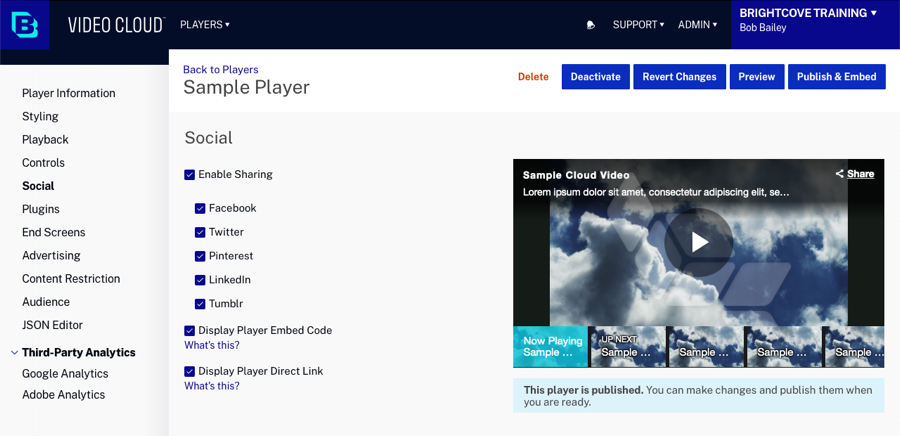 VIDEO CLOUD
PLAYERS
SUPPORT
ADMIN
BRIGHTCOVE TRAINING
Bob Bailey
Player Information
Styling
Playback
Controls
Social
Plugins
End Screens
Advertising
Content Restriction
Audience
JSON Editor
Third-Party Analytics
Google Analytics
Adobe Analytics
Back to Players
Sample Player
Delete
Deactivate
Revert Changes
Preview
Publish & Embed
Social
Enable Sharing
Facebook
Twitter
Pinterest
LinkedIn
Tumblr
Display Player Embed Code
What's this?
Display Player Direct Link
What's this?
Sample Cloud Video
Share
Lorem ipsum dolor sit amet, consectetur adipiscing elit, se...
Now Playing
Sample ...
UP NEXT
Sample ...
Sample ...
Sample ...
Sample ...
This player is published. You can make changes and publish them when
you are ready.